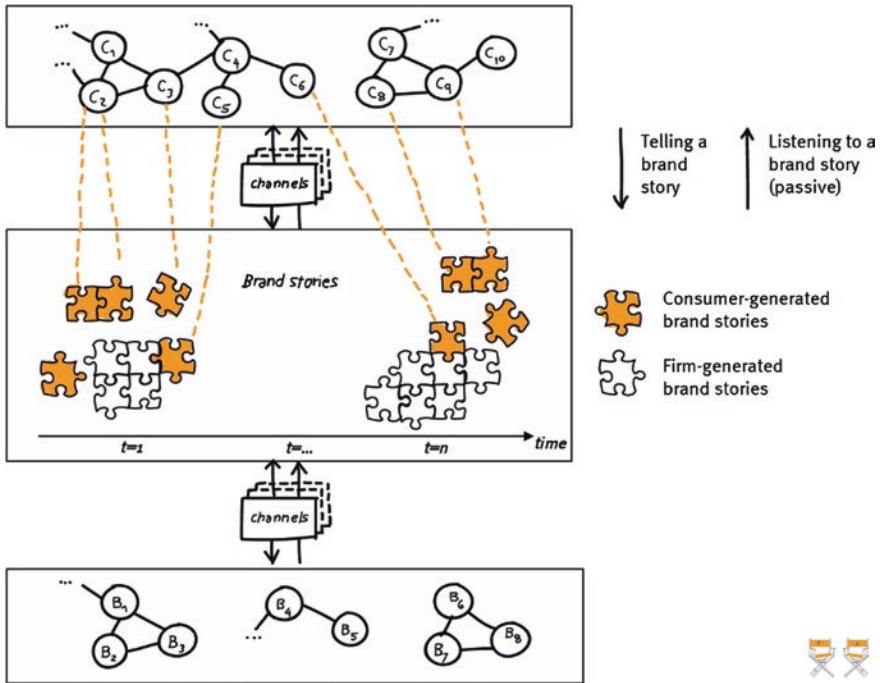 ...
...
...
...
C1
C4
C7
C10
C2
C3
C6
C8
C9
C5
channels
Telling a
brand
story
Listening to a
brand story
(passive)
Brand stories
Consumer-generated
brand stories
Firm-generated
brand stories
t=1
t=...
t=n
time
channels
...
B1
B4
B6
B2
B3
...
B5
B7
B8